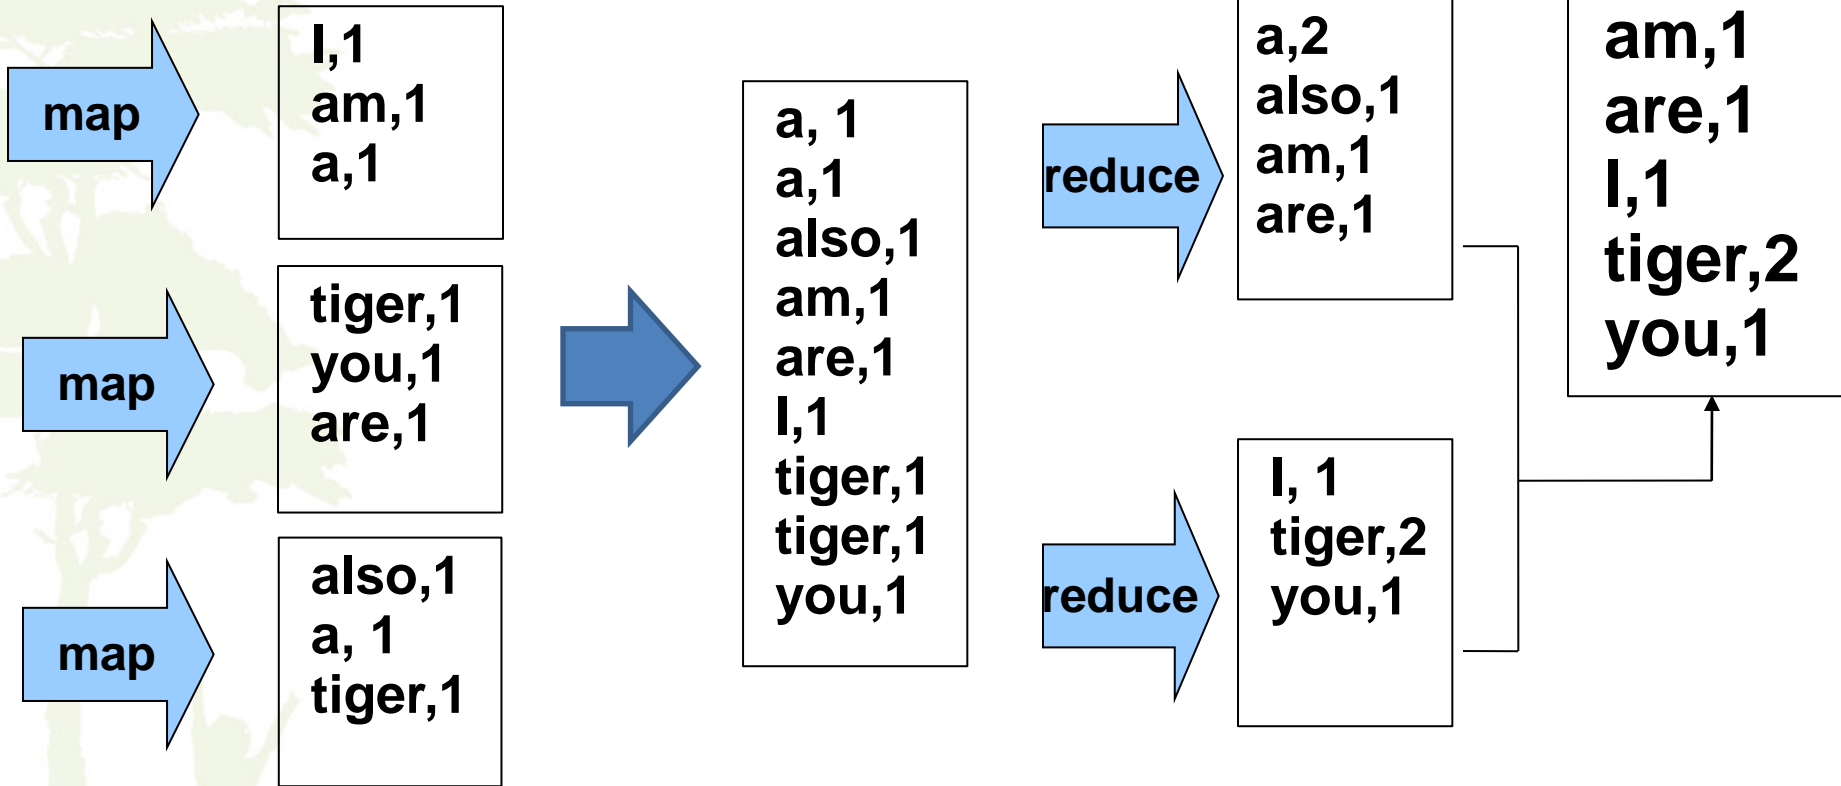 map
I,1
am,1
a,1
map
tiger,1
you,1
are,1
map
also,1
a, 1
tiger,1
a, 1
a,1
also,1
am,1
are,1
I,1
tiger,1
tiger,1
you,1
reduce
a,2
also,1
am,1
are,1
reduce
I, 1
tiger,2
you,1
am,1
are,1
I,1
tiger,2
you,1